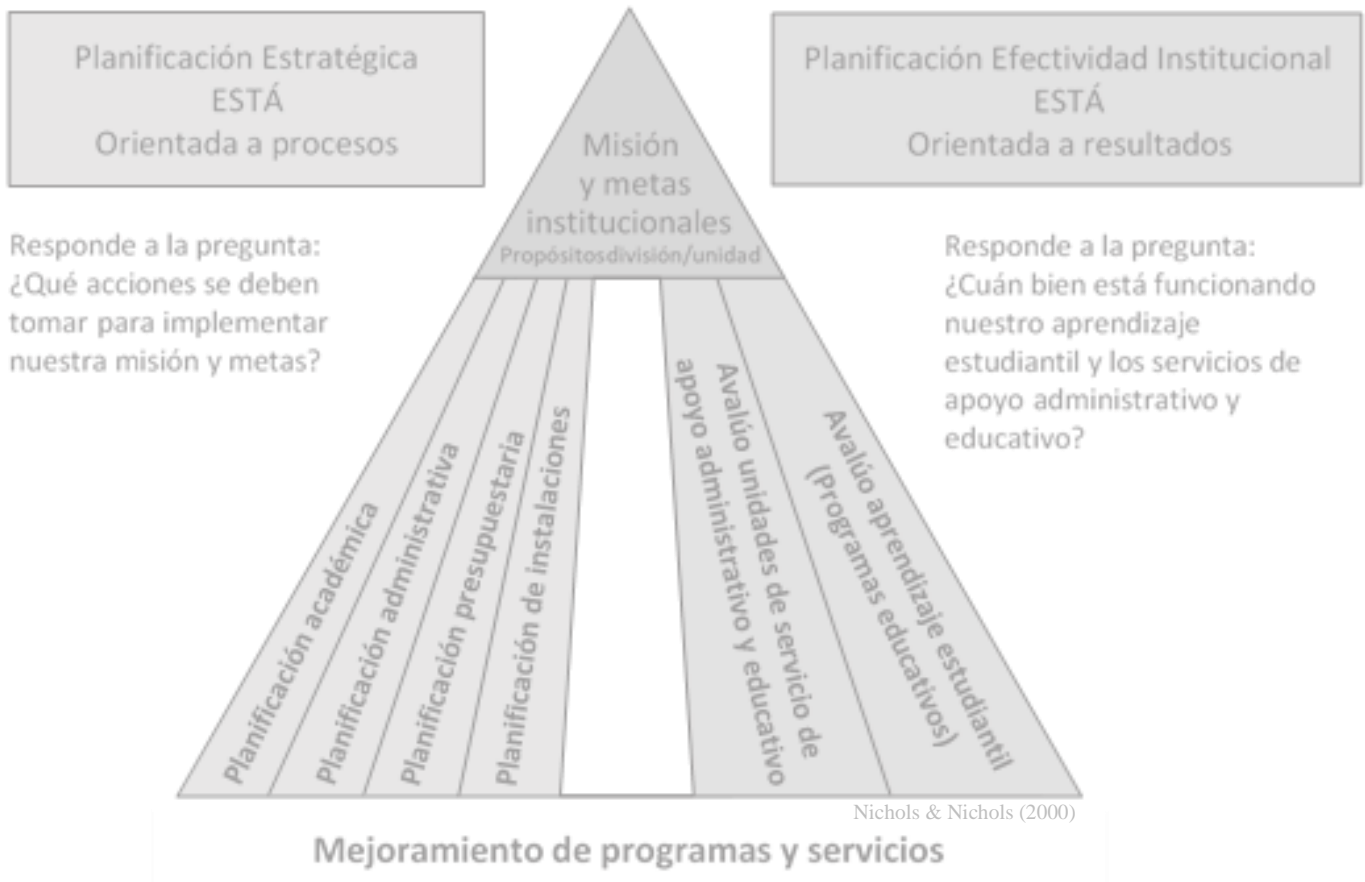 Planificación Estratégica
ESTÁ
Orientada a procesos
Planificación Efectividad Institucional
ESTÁ
Orientada a resultados
Misión
y metas
institucionales
Propósitosdivisión/unidad
Responde a la pregunta:
¿Qué acciones se deben
tomar para implementar
nuestra misión y metas?
Responde a la pregunta:
¿Cuán bien está funcionando
nuestro aprendizaje
estudiantil y los servicios de
apoyo administrativo y
educativo?
Planificación académica
Planificación administrativa
Planificación presupuestaria
Planificación de instalaciones
Avalúo unidades de servicio de
apoyo administrativo y educativo
Avalúo aprendizaje estudiantil
(Programas educativos)
Nichols & Nichols (2000)
Mejoramiento de programas y servicios